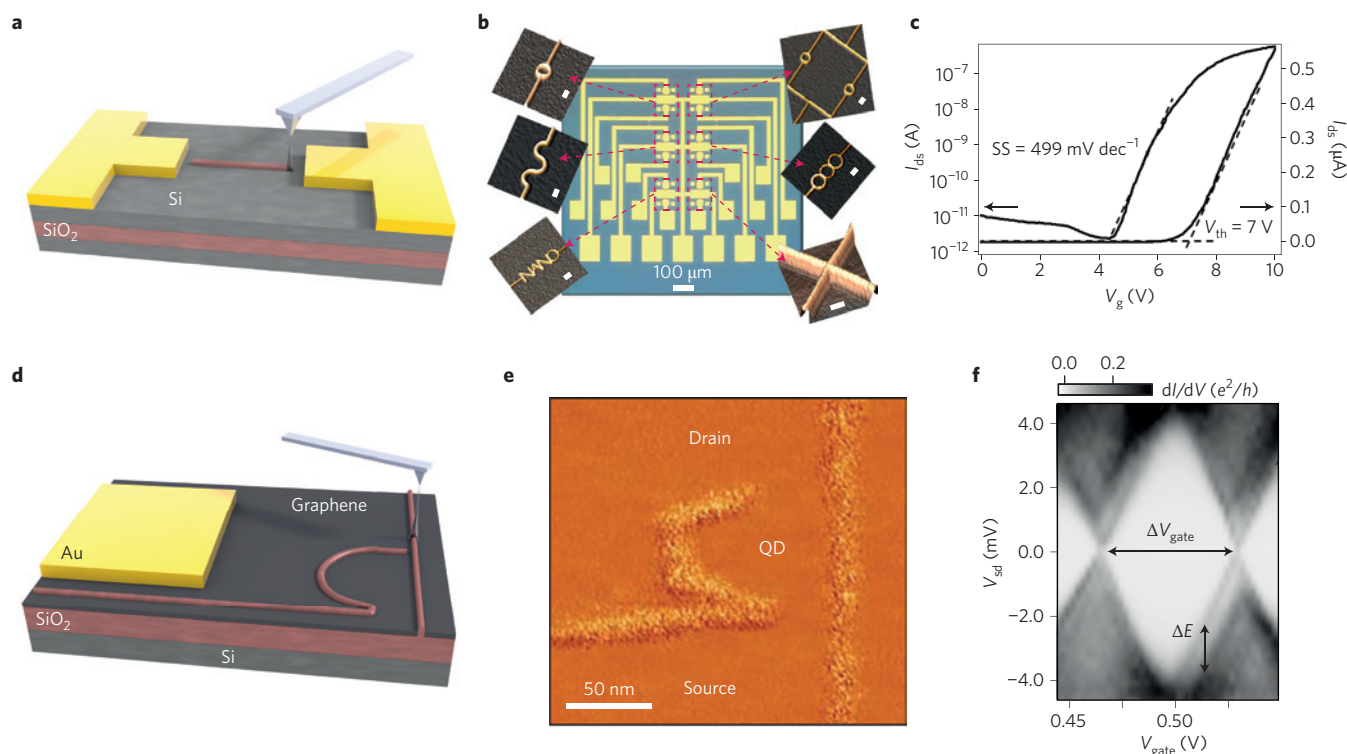 a
Si
SiO2
b
100 μm
c
10⁻⁷
10⁻⁸
10⁻⁹
10⁻¹⁰
10⁻¹¹
10⁻¹²
Ids (A)
SS = 499 mV dec⁻¹
Vth = 7 V
0.5
0.4
0.3
0.2
0.1
0.0
Ids (μA)
0 2 4 6 8 10
Vg (V)
d
Graphene
Au
SiO2
Si
e
Drain
QD
50 nm
Source
f
0.0 0.2
dI/dV (e²/h)
4.0
2.0
0.0
−2.0
−4.0
Vsd (mV)
ΔVgate
ΔE
0.45 0.50
Vgate (V)